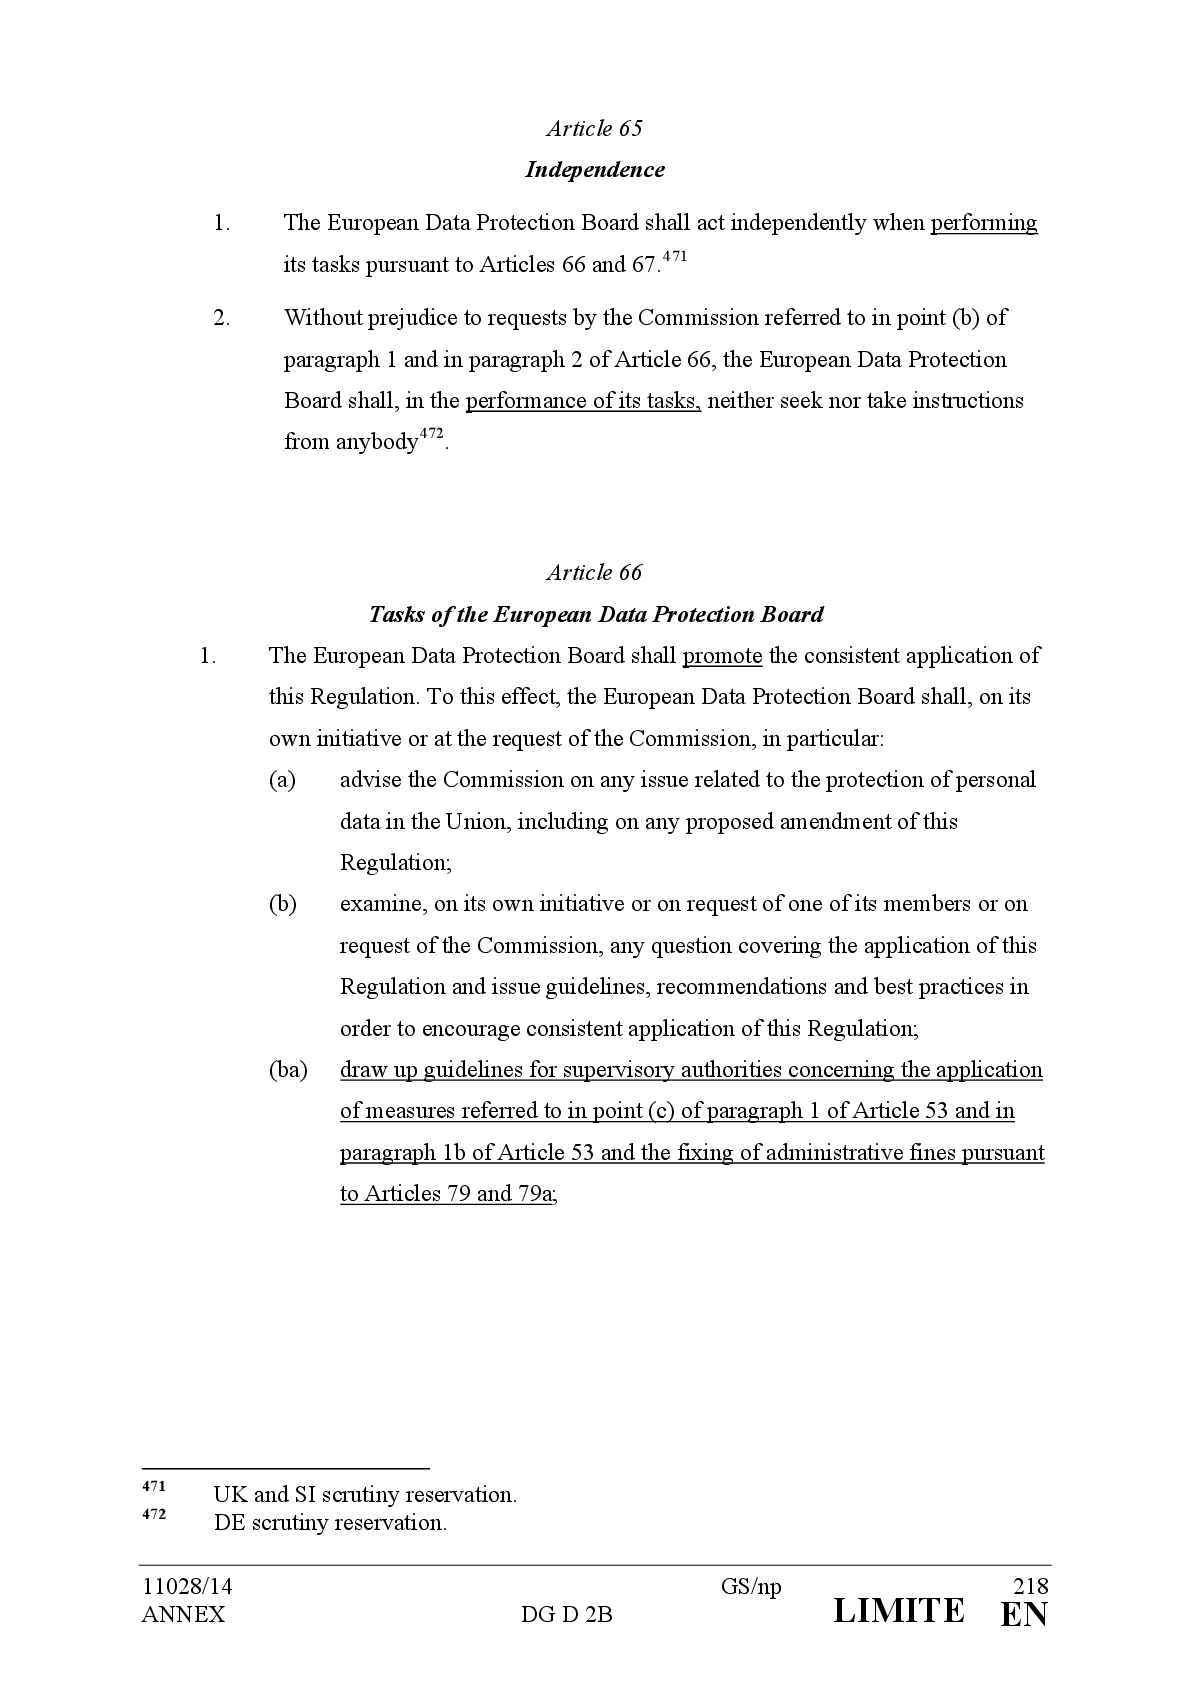 Article 65
Independence
1. The European Data Protection Board shall act independently when performing
its tasks pursuant to Articles 66 and 67.471
2. Without prejudice to requests by the Commission referred to in point (b) of
paragraph 1 and in paragraph 2 of Article 66, the European Data Protection
Board shall, in the performance of its tasks, neither seek nor take instructions
from anybody472.
Article 66
Tasks of the European Data Protection Board
1. The European Data Protection Board shall promote the consistent application of
this Regulation. To this effect, the European Data Protection Board shall, on its
own initiative or at the request of the Commission, in particular:
(a) advise the Commission on any issue related to the protection of personal
data in the Union, including on any proposed amendment of this
Regulation;
(b) examine, on its own initiative or on request of one of its members or on
request of the Commission, any question covering the application of this
Regulation and issue guidelines, recommendations and best practices in
order to encourage consistent application of this Regulation;
(ba) draw up guidelines for supervisory authorities concerning the application
of measures referred to in point (c) of paragraph 1 of Article 53 and in
paragraph 1b of Article 53 and the fixing of administrative fines pursuant
to Articles 79 and 79a;
471 UK and SI scrutiny reservation.
472 DE scrutiny reservation.
11028/14 GS/np 218
ANNEX DG D 2B LIMITE EN